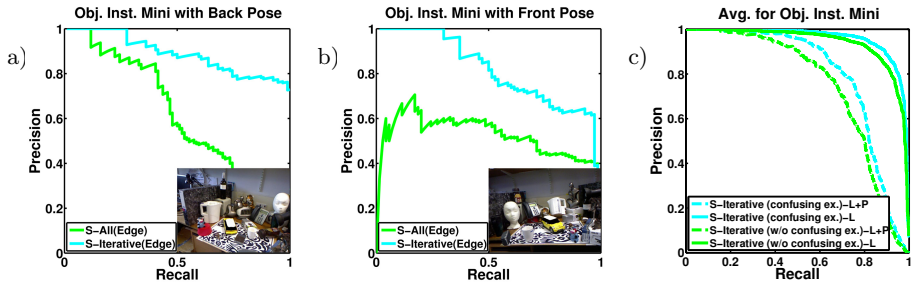 a)
Obj. Inst. Mini with Back Pose
Precision
1
0.8
0.6
0.4
0.2
0
0
0.5
1
Recall
S−All(Edge)
S−Iterative(Edge)
b)
Obj. Inst. Mini with Front Pose
Precision
1
0.8
0.6
0.4
0.2
0
0
0.5
1
Recall
S−All(Edge)
S−Iterative(Edge)
c)
Avg. for Obj. Inst. Mini
Precision
1
0.8
0.6
0.4
0.2
0
0
0.2
0.4
0.6
0.8
1
Recall
S−Iterative (confusing ex.)−L+P
S−Iterative (confusing ex.)−L
S−Iterative (w/o confusing ex.)−L+P
S−Iterative (w/o confusing ex.)−L